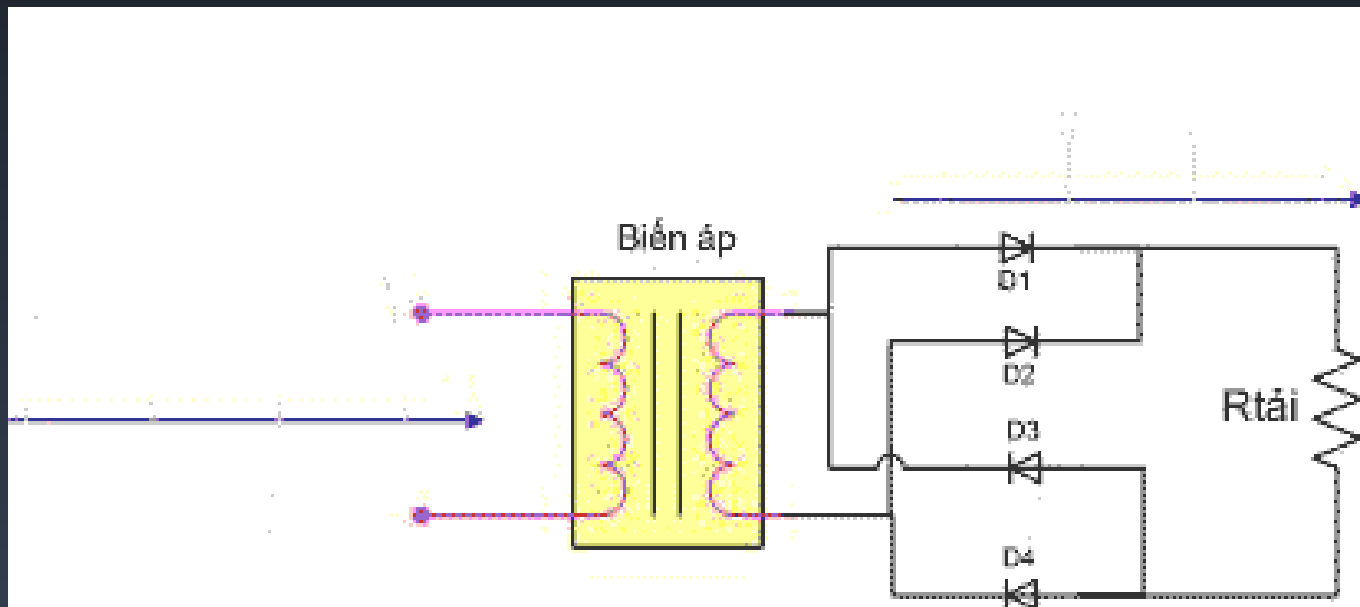 Biến áp
D1
D2
Rtải
D3
D4